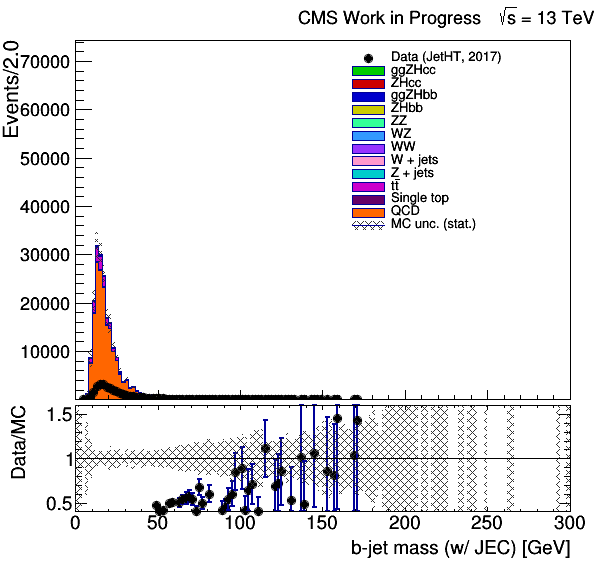 CMS Work in Progress √s = 13 TeV
Events/2.0
70000
60000
50000
40000
30000
20000
10000
Data (JetHT, 2017)
ggZHcc
ZHcc
ggZHbb
ZHbb
ZZ
WZ
WW
W + jets
Z + jets
tt̄
Single top
QCD
MC unc. (stat.)
Data/MC
1.5
1
0.5
0 50 100 150 200 250 300
b-jet mass (w/ JEC) [GeV]